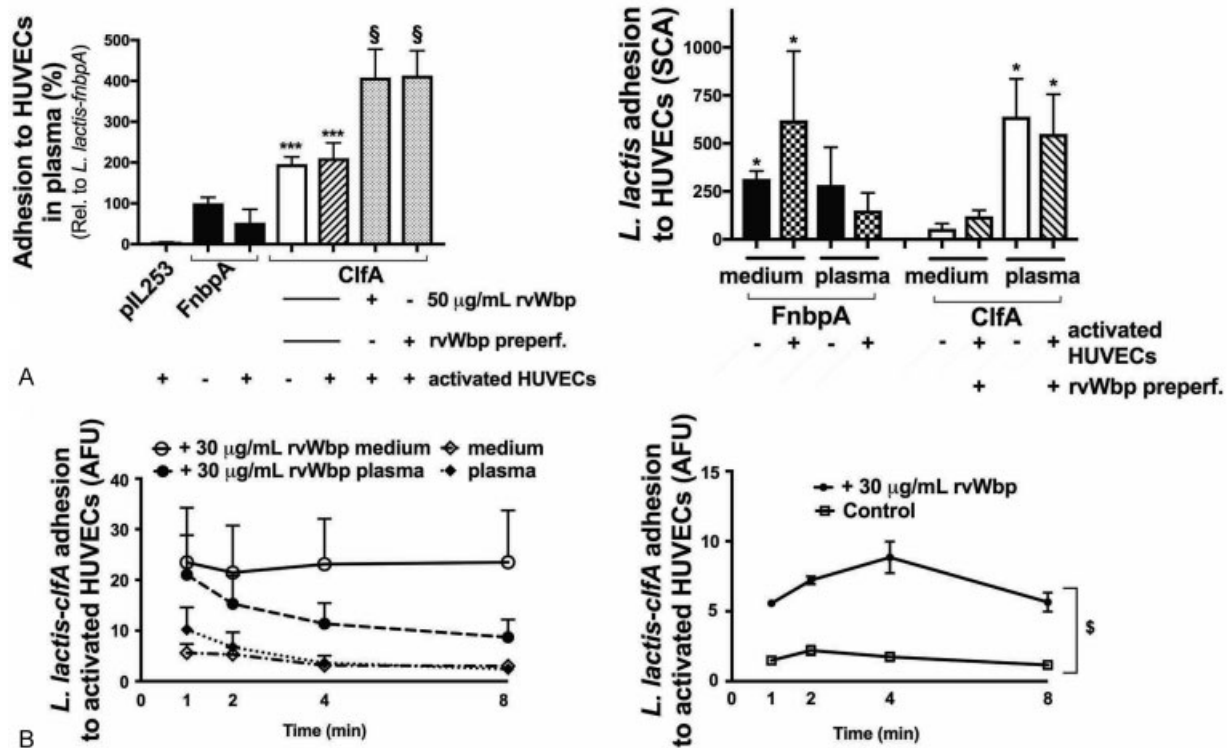 Adhesion to HUVECs
in plasma (%)
(Rel. to L. lactis-fnbpA)
500
400
300
200
100
0
***
***
§
§
pIL253
FnbpA
ClfA
+ - 50 μg/mL rvWbp
- + rvWbp preperf.
+ - + - + + + activated HUVECs
A
L. lactis adhesion
to HUVECs (SCA)
1000
750
500
250
0
*
*
*
*
medium plasma medium plasma
FnbpA ClfA
- + - + - + - + activated
HUVECs
+ + rvWbp preperf.
L. lactis-clfA adhesion
to activated HUVECs (AFU)
+ 30 μg/mL rvWbp medium
+ 30 μg/mL rvWbp plasma
medium
plasma
40
30
20
10
0
0 1 2 4 8
Time (min)
B
L. lactis-clfA adhesion
to activated HUVECs (AFU)
+ 30 μg/mL rvWbp
Control
15
10
5
0
$
0 1 2 4 8
Time (min)